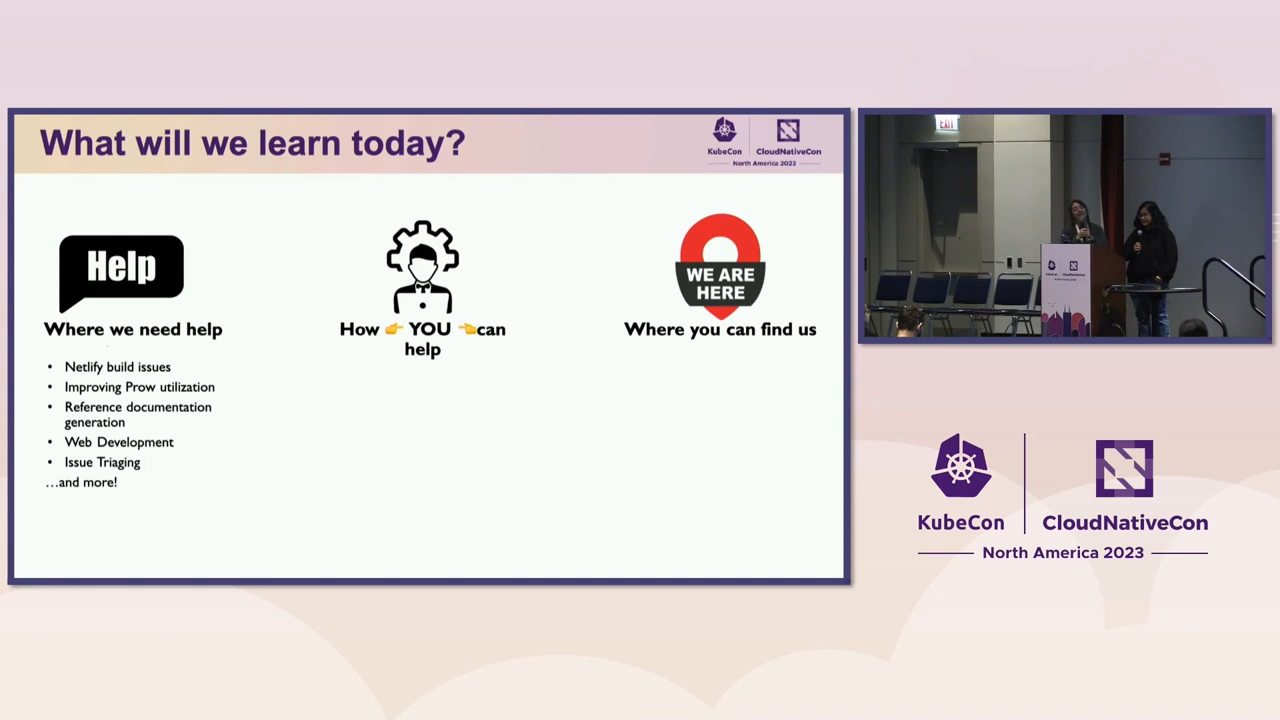 What will we learn today?
KubeCon
CloudNativeCon
North America 2023
Help
Where we need help
• Netlify build issues
• Improving Prow utilization
• Reference documentation
generation
• Web Development
• Issue Triaging
…and more!
How 👉 YOU 👈can
help
WE ARE
HERE
Where you can find us
EXIT
KubeCon
CloudNativeCon
North America 2023